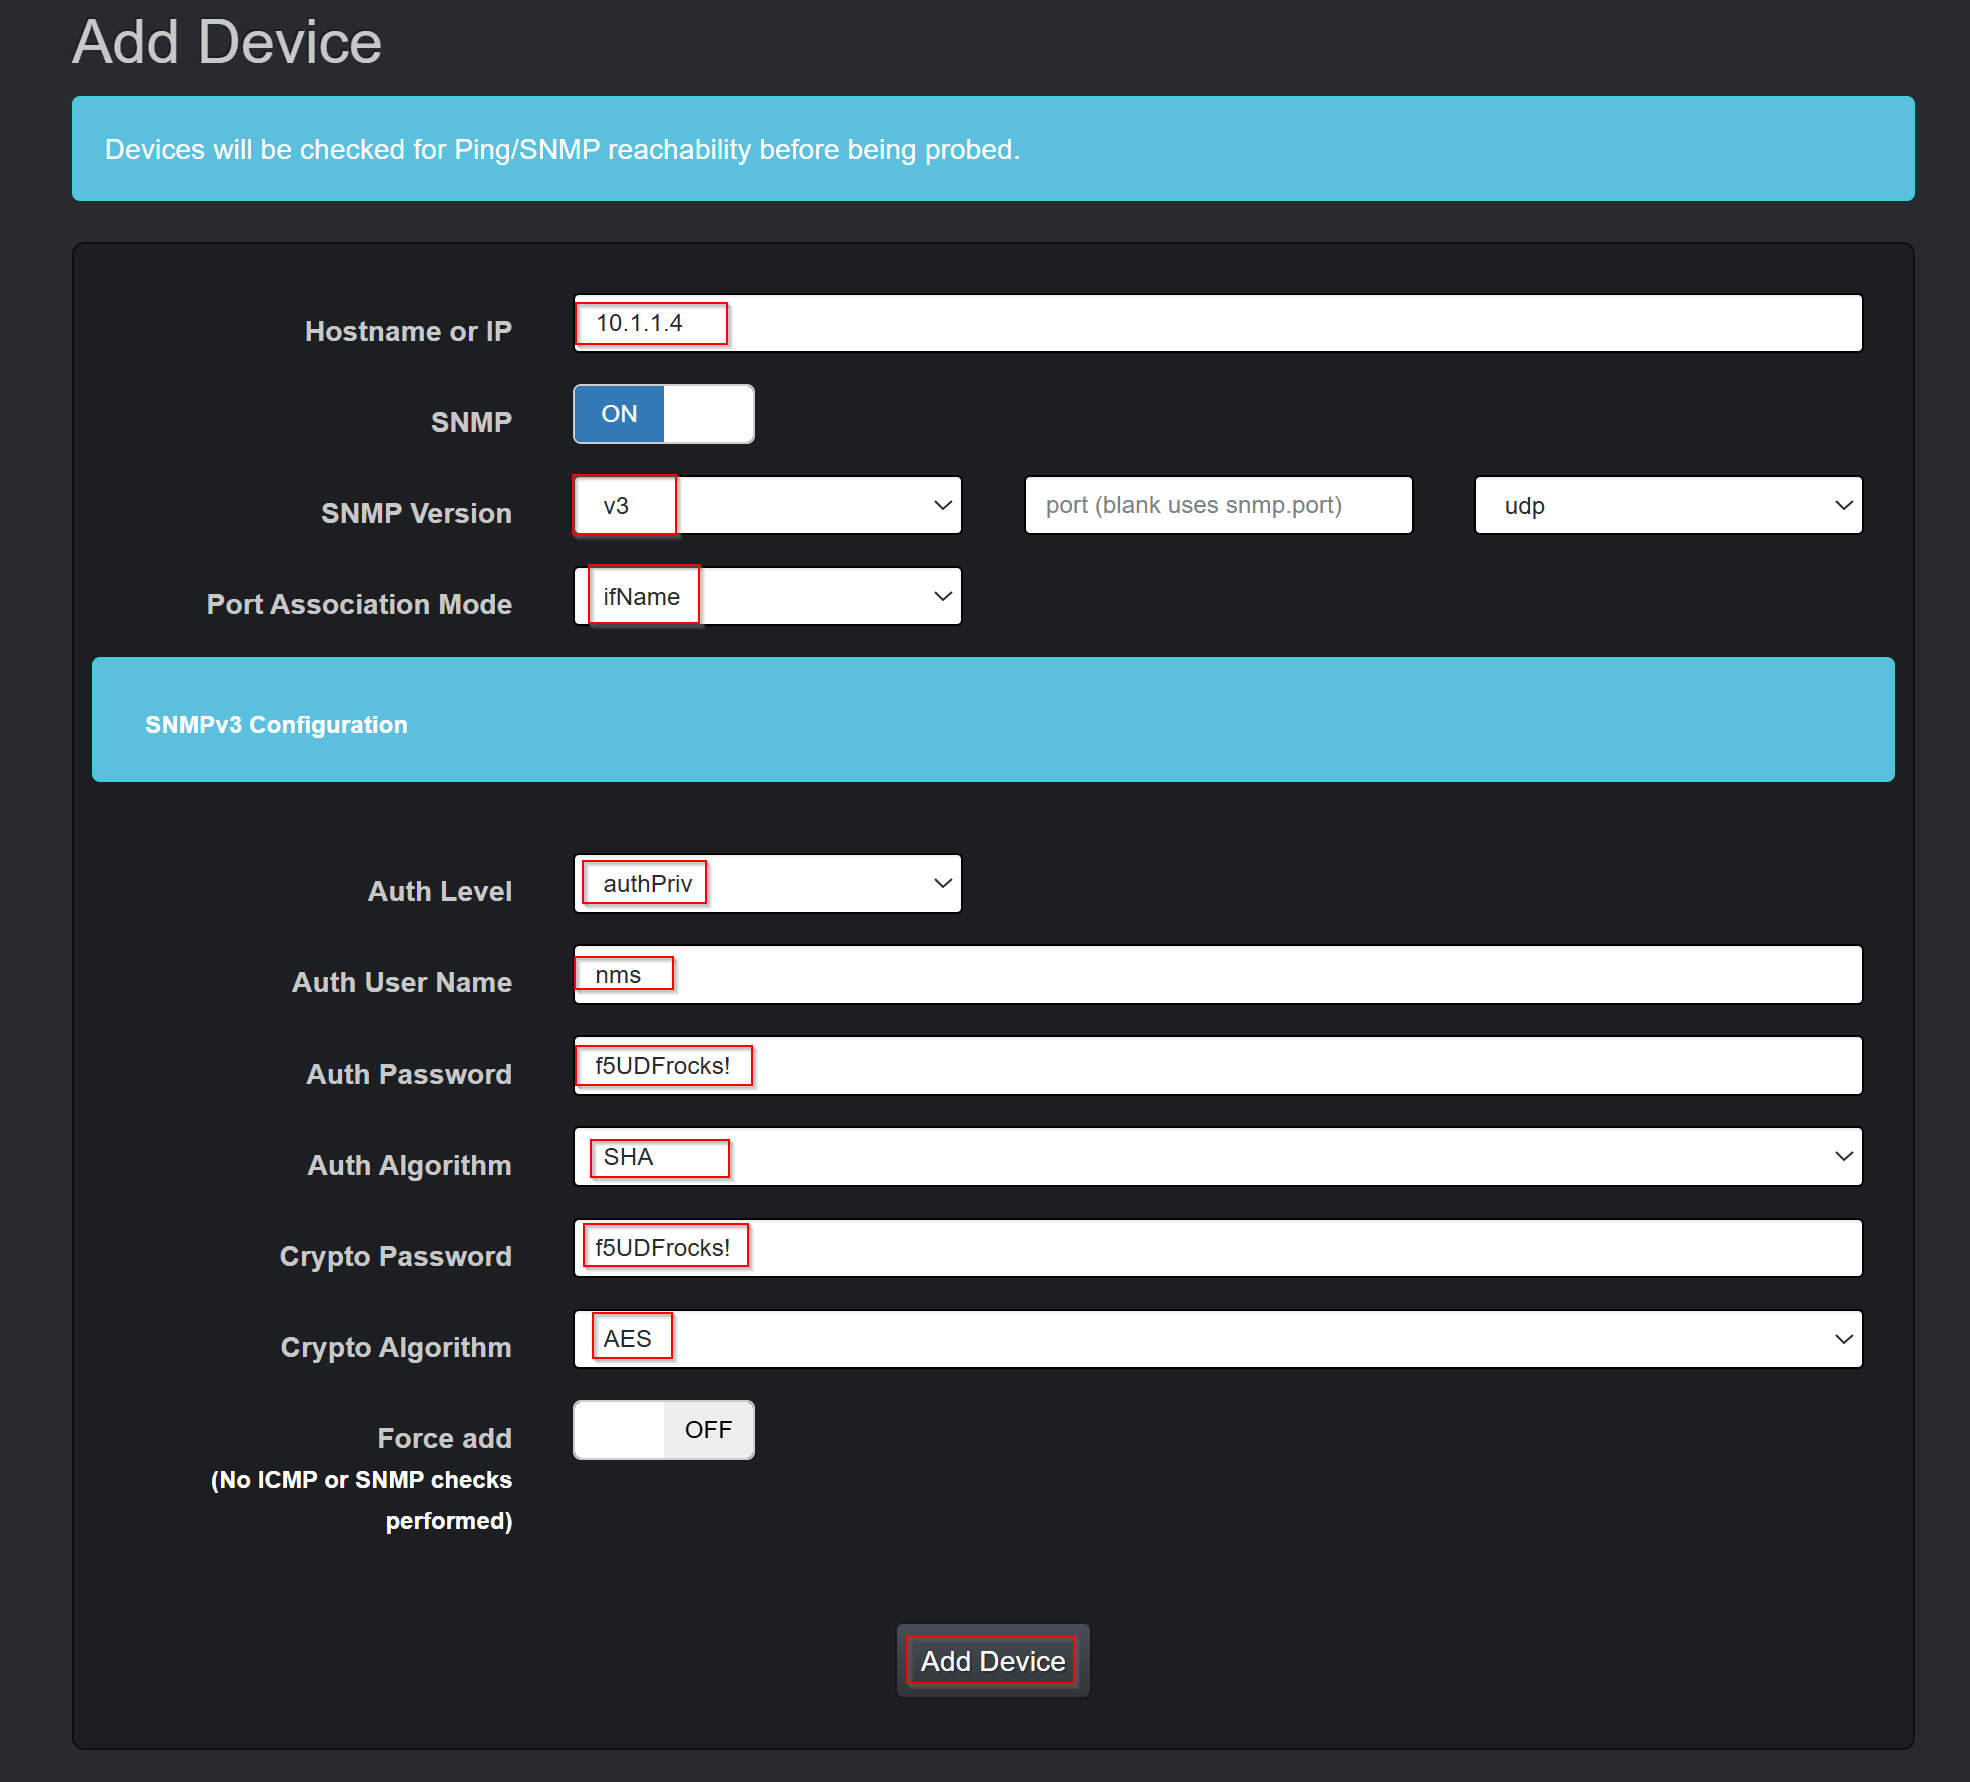 Add Device
Devices will be checked for Ping/SNMP reachability before being probed.
Hostname or IP
10.1.1.4
SNMP
ON
SNMP Version
v3
port (blank uses snmp.port)
udp
Port Association Mode
ifName
SNMPv3 Configuration
Auth Level
authPriv
Auth User Name
nms
Auth Password
f5UDFrocks!
Auth Algorithm
SHA
Crypto Password
f5UDFrocks!
Crypto Algorithm
AES
Force add
OFF
(No ICMP or SNMP checks
performed)
Add Device